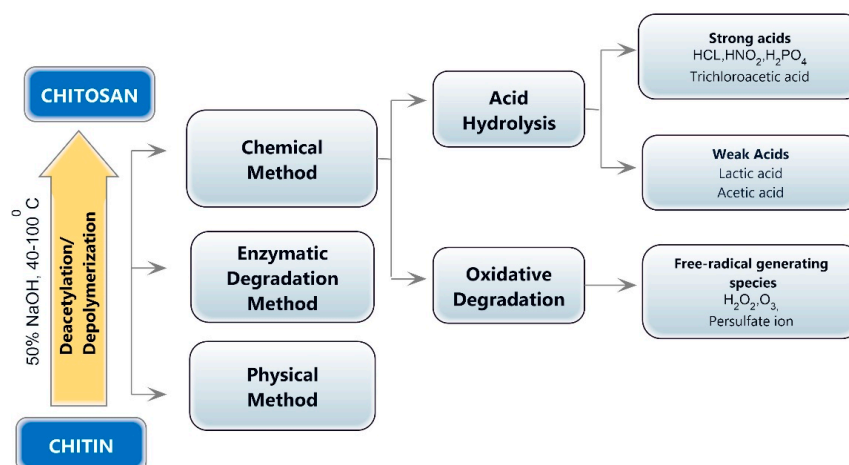 CHITOSAN
50% NaOH, 40-100⁰ C
Deacetylation/
Depolymerization
CHITIN
Chemical
Method
Enzymatic
Degradation
Method
Physical
Method
Acid
Hydrolysis
Oxidative
Degradation
Strong acids
HCL,HNO₂,H₂PO₄
Trichloroacetic acid
Weak Acids
Lactic acid
Acetic acid
Free-radical generating
species
H₂O₂,O₃,
Persulfate ion